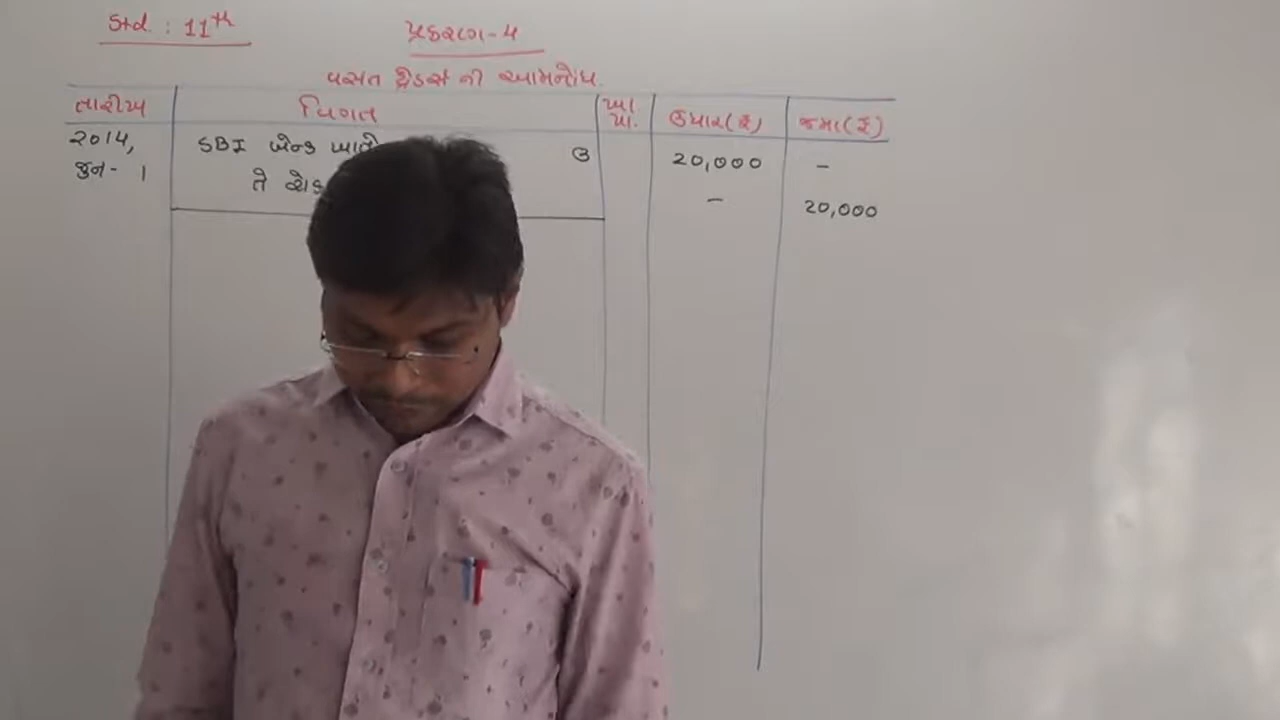 Std. : 11th
પ્રકરણ - 4
વસંત ટ્રેડર્સ ની આમનોંધ.
તારીખ વિગત ખા. પા. ઉધાર (₹) જમા (₹)
2014, SBI બેન્ક ખાતે ઉ 20,000 -
જુન - 1 તે - 20,000